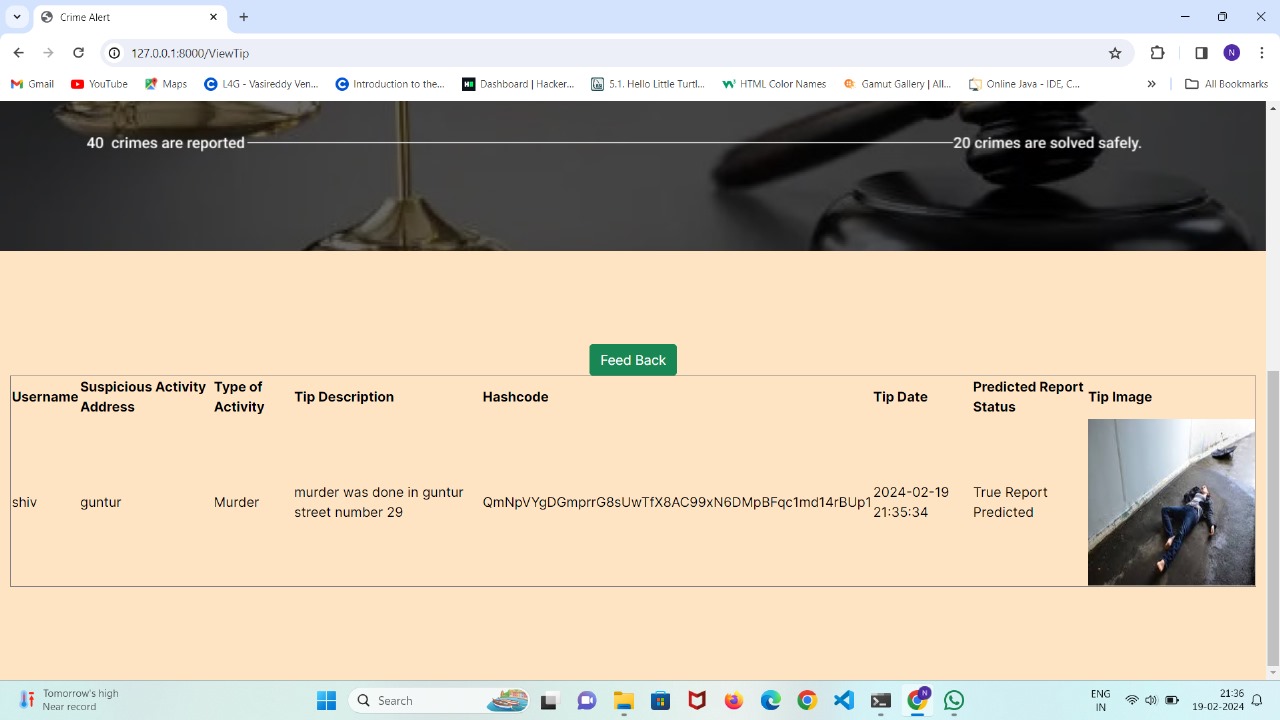 Crime Alert
127.0.0.1:8000/ViewTip
N
Gmail
YouTube
Maps
L4G - Vasireddy Ven...
Introduction to the...
Dashboard | Hacker...
5.1. Hello Little Turtl...
HTML Color Names
Gamut Gallery | All...
Online Java - IDE, C...
All Bookmarks
40 crimes are reported
20 crimes are solved safely.
Feed Back
Username
Suspicious Activity
Address
Type of
Activity
Tip Description
Hashcode
Tip Date
Predicted Report
Status
Tip Image
shiv
guntur
Murder
murder was done in guntur
street number 29
QmNpVYgDGmprrG8sUwTfX8AC99xN6DMpBFqc1md14rBUp1
2024-02-19
21:35:34
True Report
Predicted
Tomorrow's high
Near record
Search
ENG
IN
21:36
19-02-2024